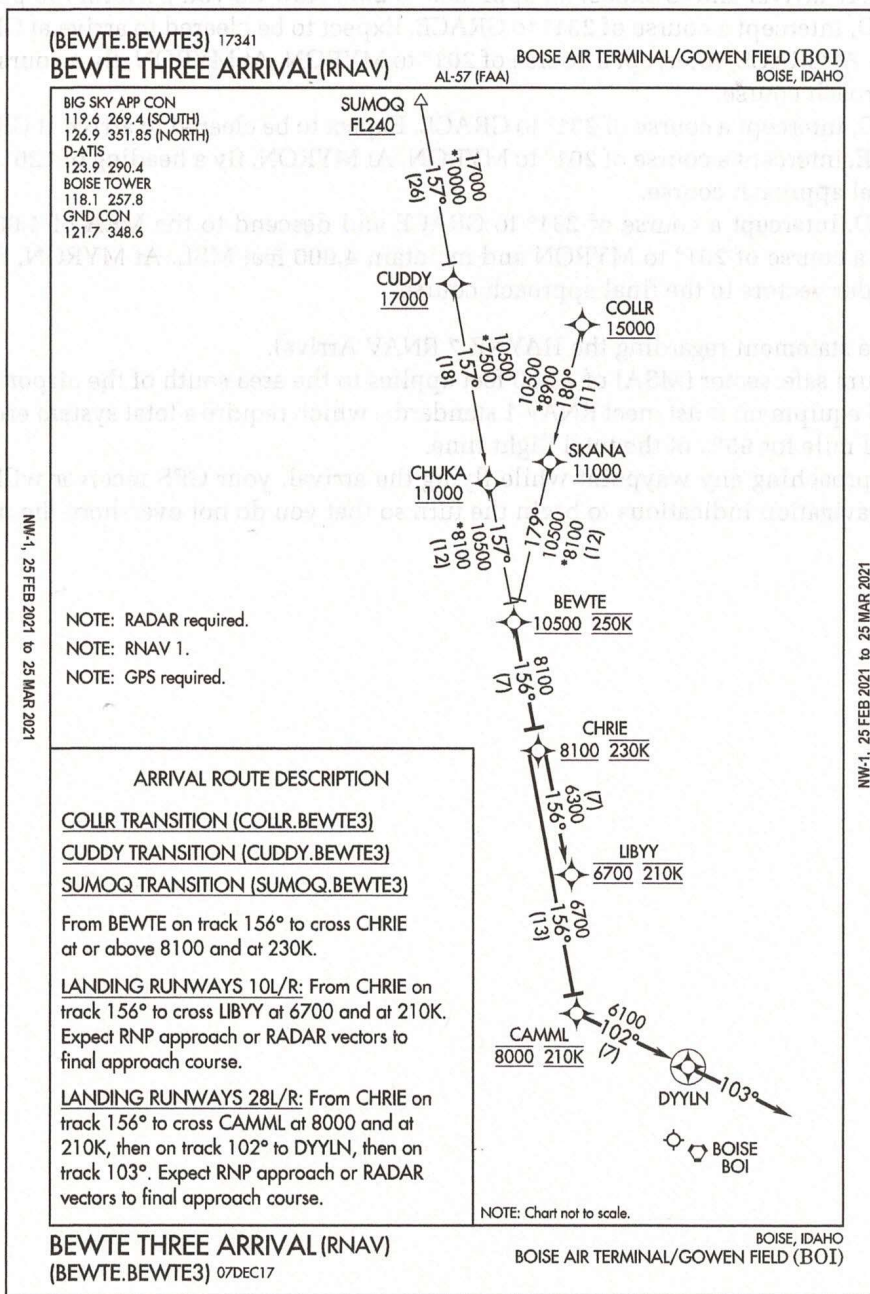 (BEWTE.BEWTE3) 17341
BEWTE THREE ARRIVAL (RNAV)
AL-57 (FAA)
BOISE AIR TERMINAL/GOWEN FIELD (BOI)
BOISE, IDAHO
BIG SKY APP CON
119.6 269.4 (SOUTH)
126.9 351.85 (NORTH)
D-ATIS
123.9 290.4
BOISE TOWER
118.1 257.8
GND CON
121.7 348.6
SUMOQ
FL240
17000
*10000
157°
(26)
CUDDY
17000
COLLR
15000
10500
*7600
157°
(18)
10500
*8900
180°
(11)
SKANA
11000
CHUKA
11000
157°
10500
*8100
(12)
179°
10500
*8100
(12)
BEWTE
10500 250K
NOTE: RADAR required.
NOTE: RNAV 1.
NOTE: GPS required.
8100
156°
(7)
CHRIE
8100 230K
6300
156°
(7)
LIBYY
6700 210K
6700
156°
(13)
CAMML
8000 210K
6100
102°
(7)
DYYLN
103°
BOISE
BOI
NOTE: Chart not to scale.
ARRIVAL ROUTE DESCRIPTION
COLLR TRANSITION (COLLR.BEWTE3)
CUDDY TRANSITION (CUDDY.BEWTE3)
SUMOQ TRANSITION (SUMOQ.BEWTE3)
From BEWTE on track 156° to cross CHRIE
at or above 8100 and at 230K.
LANDING RUNWAYS 10L/R: From CHRIE on
track 156° to cross LIBYY at 6700 and at 210K.
Expect RNP approach or RADAR vectors to
final approach course.
LANDING RUNWAYS 28L/R: From CHRIE on
track 156° to cross CAMML at 8000 and at
210K, then on track 102° to DYYLN, then on
track 103°. Expect RNP approach or RADAR
vectors to final approach course.
NW-1, 25 FEB 2021 to 25 MAR 2021
NW-1, 25 FEB 2021 to 25 MAR 2021
BEWTE THREE ARRIVAL (RNAV)
(BEWTE.BEWTE3) 07DEC17
BOISE, IDAHO
BOISE AIR TERMINAL/GOWEN FIELD (BOI)